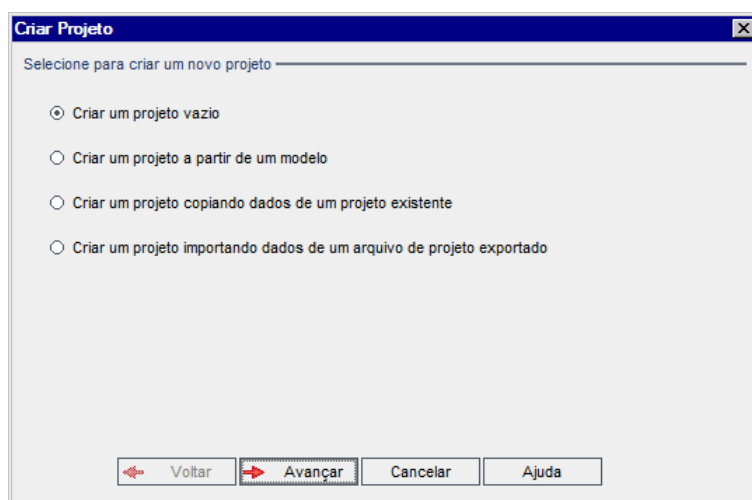 Criar Projeto
Selecione para criar um novo projeto
Criar um projeto vazio
Criar um projeto a partir de um modelo
Criar um projeto copiando dados de um projeto existente
Criar um projeto importando dados de um arquivo de projeto exportado
Voltar Avançar Cancelar Ajuda